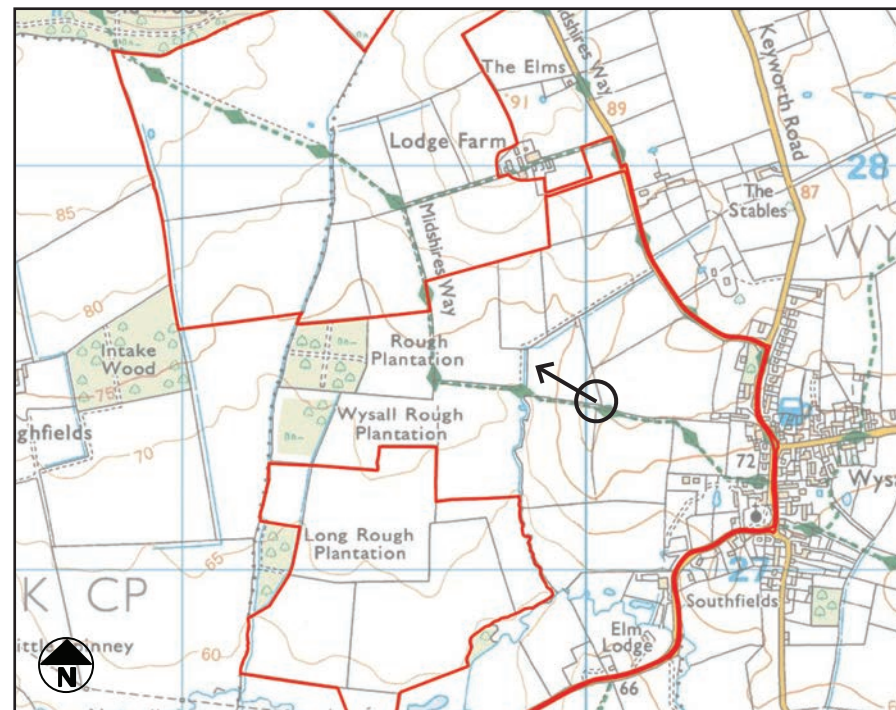 The Elms
Midshires Way
Keyworth Road
91
89
Lodge Farm
28
87
The
Stables
85
WY
Midshires Way
80
Intake
Wood
Rough
Plantation
75
ghfields
Wysall Rough
Plantation
70
72
Wys
Long Rough
Plantation
65
27
K CP
Southfields
Elm
Lodge
60
66
N